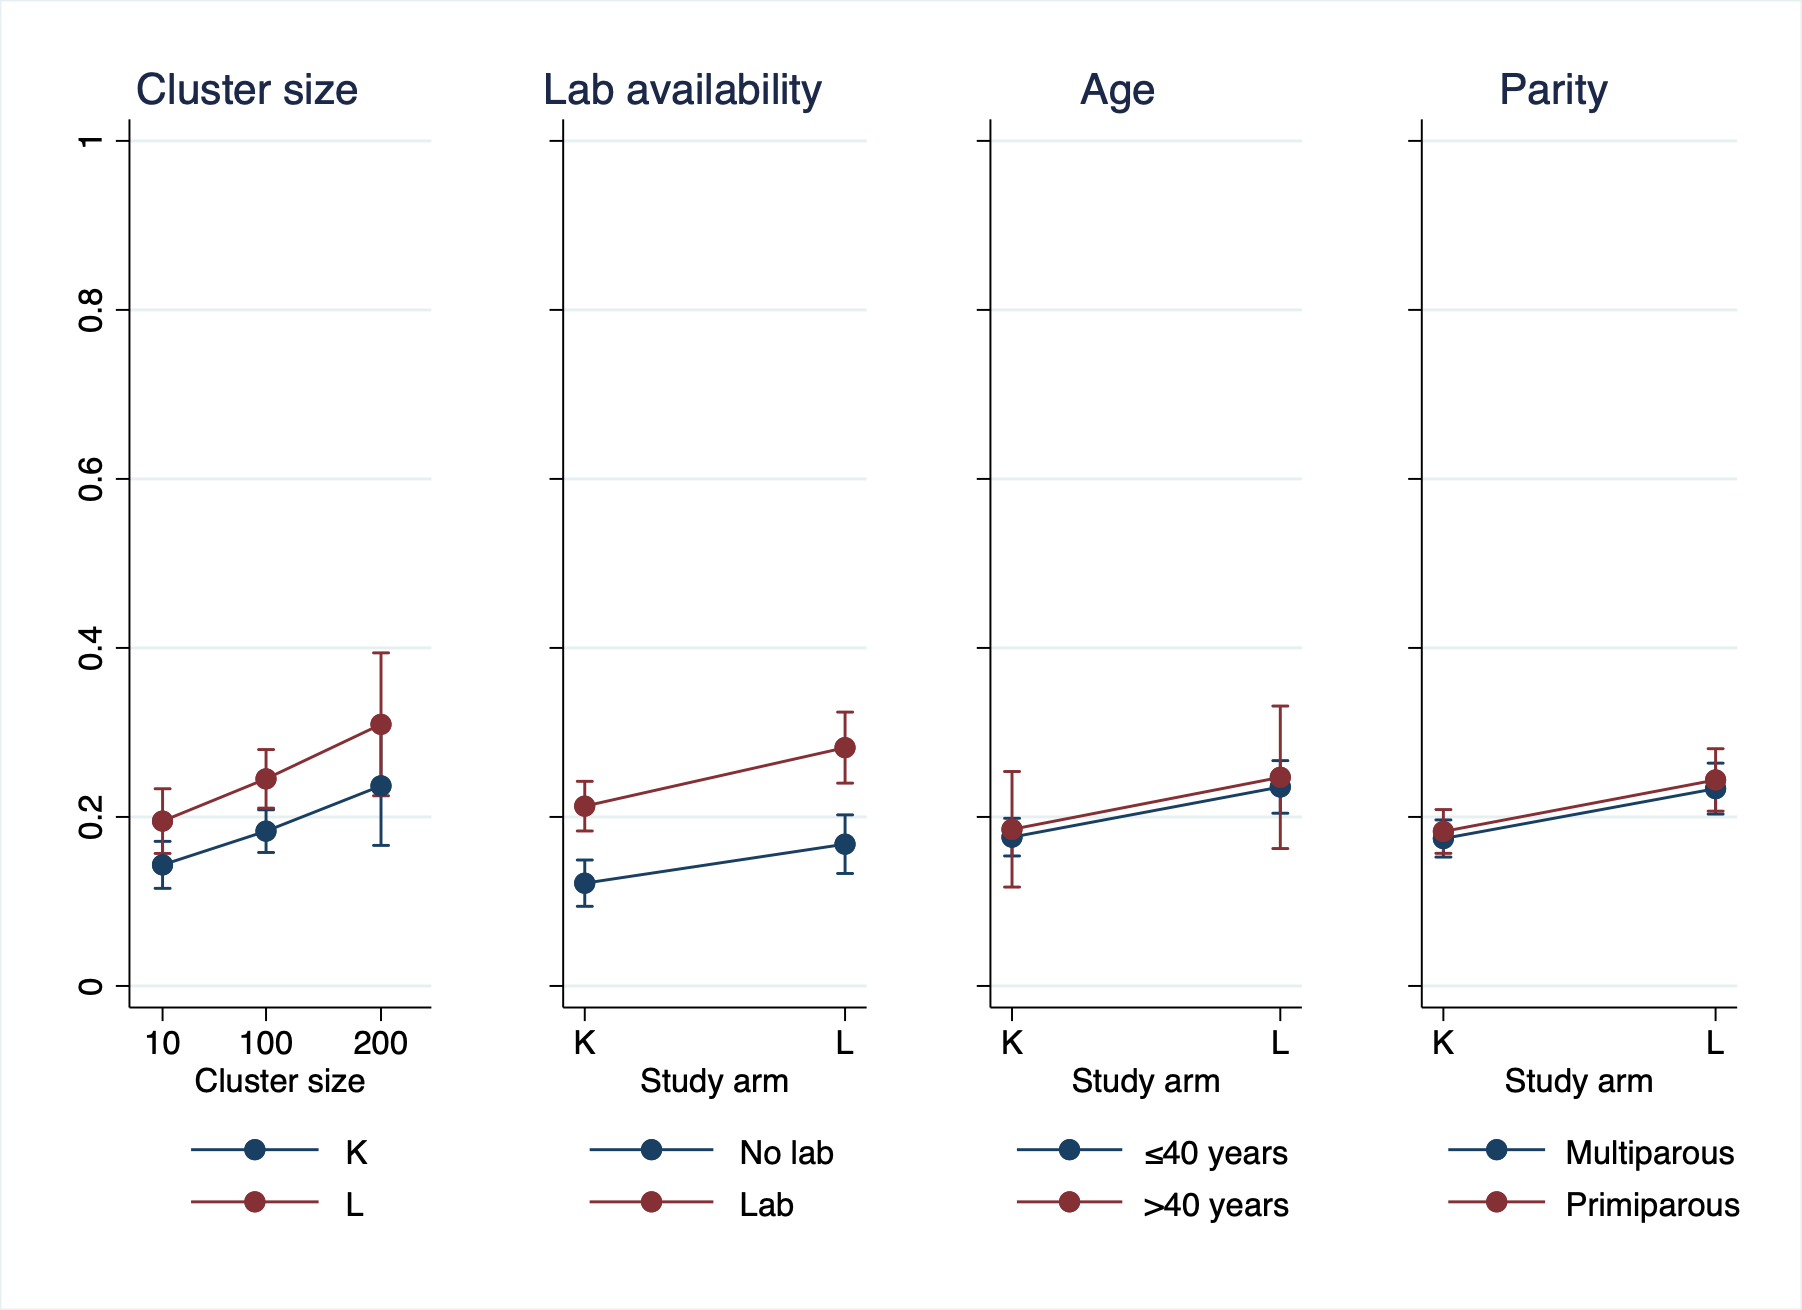 Cluster size
Lab availability
Age
Parity
1
0.8
0.6
0.4
0.2
0
10 100 200
Cluster size
K
L
K L
Study arm
No lab
Lab
K L
Study arm
≤40 years
>40 years
K L
Study arm
Multiparous
Primiparous